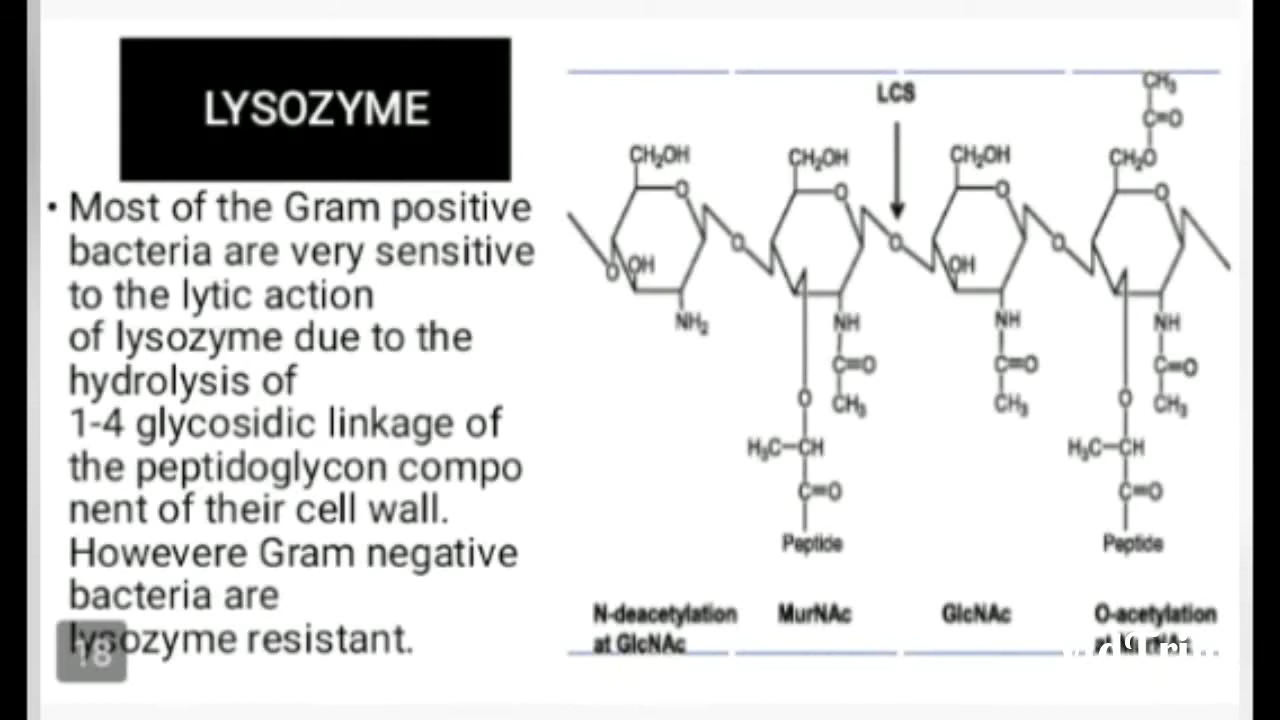 LYSOZYME
• Most of the Gram positive
bacteria are very sensitive
to the lytic action
of lysozyme due to the
hydrolysis of
1-4 glycosidic linkage of
the peptidoglycon compo
nent of their cell wall.
Howevere Gram negative
bacteria are
lysozyme resistant.
18
LCS
CH₃
C=O
CH₂OH CH₂OH CH₂OH CH₂O
O O O O
O OH O O OH O
NH₂ NH NH NH
C=O C=O C=O
O CH₃ CH₃ O CH₃
H₃C-CH H₃C-CH
C=O C=O
Peptide Peptide
N-deacetylation MurNAc GlcNAc O-acetylation
at GlcNAc